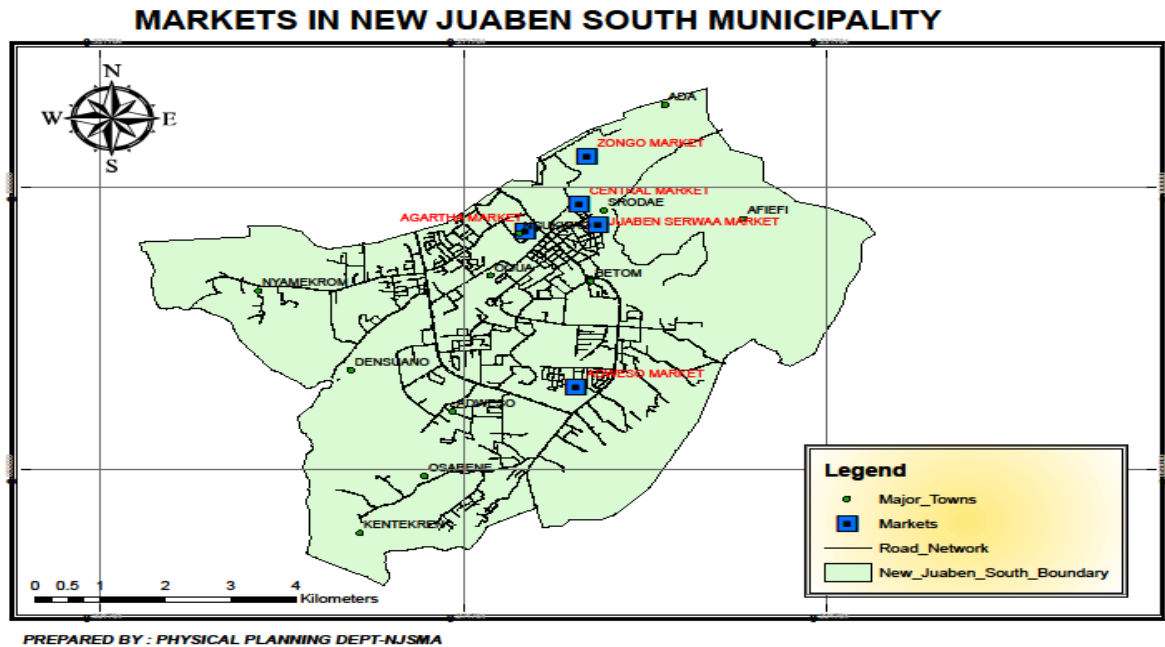 MARKETS IN NEW JUABEN SOUTH MUNICIPALITY
N
W E
S
ADA
ZONGO MARKET
CENTRAL MARKET
SRODAE
AFIEFI
AGARTHA MARKET
JUABEN SERWAA MARKET
BETOM
NYAMEKROM
DENSUANO
MARKET
ADWESO
OSABENE
KENTEKREN
Legend
Major_Towns
Markets
Road_Network
New_Juaben_South_Boundary
0 0.5 1 2 3 4
Kilometers
PREPARED BY : PHYSICAL PLANNING DEPT-NJSMA